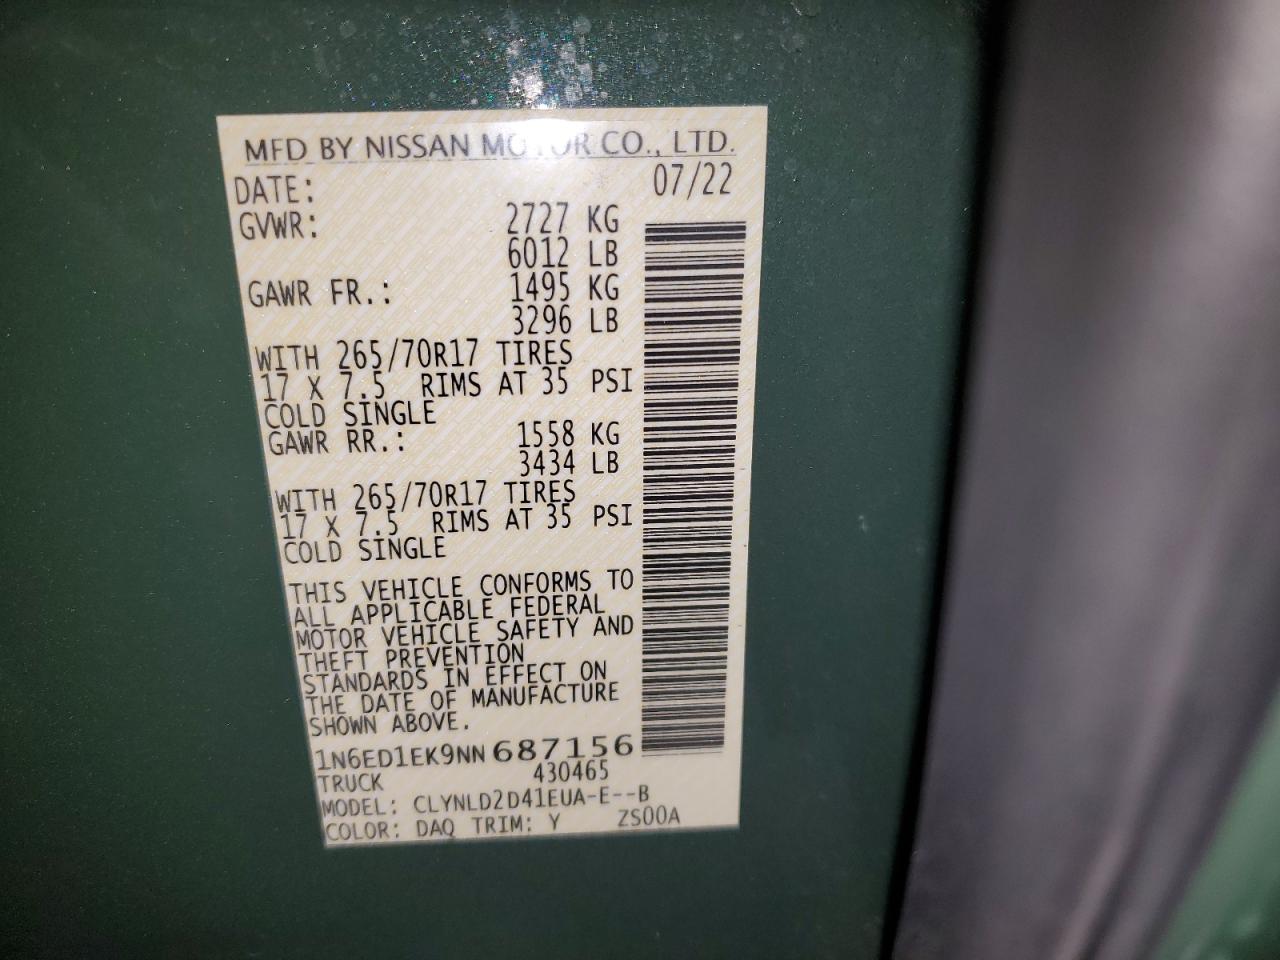 MFD BY NISSAN MOTOR CO., LTD.
DATE: 07/22
GVWR: 2727 KG
6012 LB
GAWR FR.: 1495 KG
3296 LB
WITH 265/70R17 TIRES
17 X 7.5 RIMS AT 35 PSI
COLD SINGLE
GAWR RR.: 1558 KG
3434 LB
WITH 265/70R17 TIRES
17 X 7.5 RIMS AT 35 PSI
COLD SINGLE
THIS VEHICLE CONFORMS TO
ALL APPLICABLE FEDERAL
MOTOR VEHICLE SAFETY AND
THEFT PREVENTION
STANDARDS IN EFFECT ON
THE DATE OF MANUFACTURE
SHOWN ABOVE.
1N6ED1EK9NN687156
TRUCK 430465
MODEL: CLYNLD2D41EUA-E--B
COLOR: DAQ TRIM: Y ZS00A